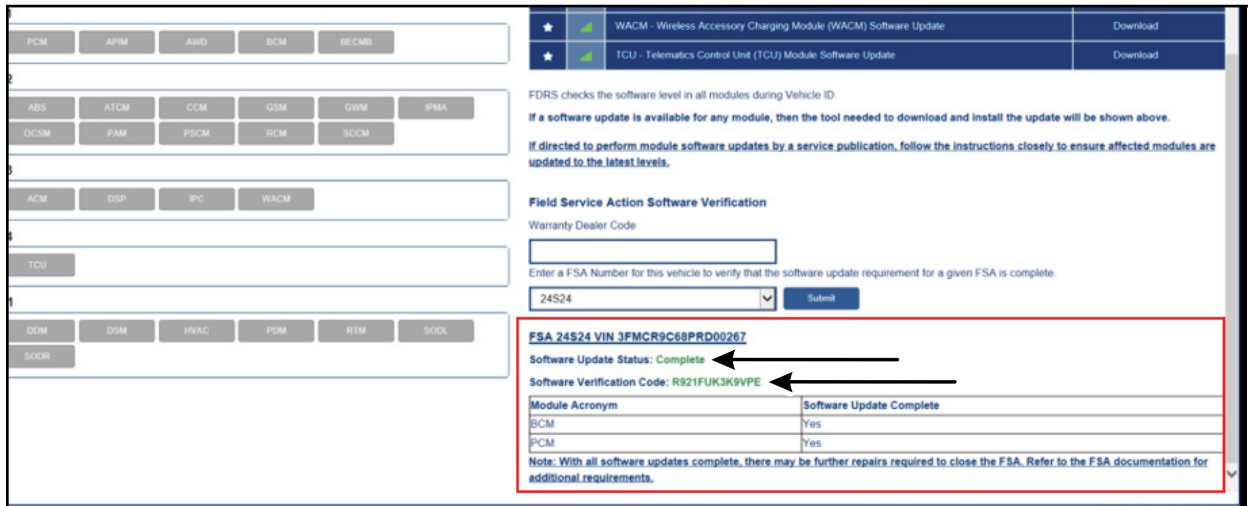 1
PCM APIM AWD BCM BECMB
2
ABS ATCM CCM GSM GWM IPMA
OCSM PAM PSCM RCM SCCM
3
ACM DSP IPC WACM
4
TCU
1
DDM DSM HVAC PDM RTM SODL
SODR
WACM - Wireless Accessory Charging Module (WACM) Software Update Download
TCU - Telematics Control Unit (TCU) Module Software Update Download
FDRS checks the software level in all modules during Vehicle ID.
If a software update is available for any module, then the tool needed to download and install the update will be shown above.
If directed to perform module software updates by a service publication, follow the instructions closely to ensure affected modules are
updated to the latest levels.
Field Service Action Software Verification
Warranty Dealer Code
Enter a FSA Number for this vehicle to verify that the software update requirement for a given FSA is complete.
24S24 Submit
FSA 24S24 VIN 3FMCR9C68PRD00267
Software Update Status: Complete
Software Verification Code: R921FUK3K9VPE
Module Acronym Software Update Complete
BCM Yes
PCM Yes
Note: With all software updates complete, there may be further repairs required to close the FSA. Refer to the FSA documentation for
additional requirements.